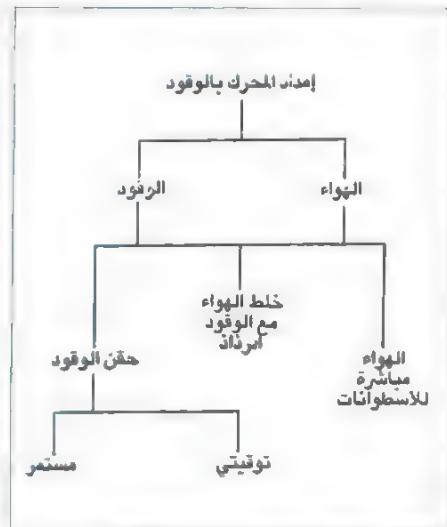 إمداد المحرك بالوقود
الهواء
الوقود
خلط الهواء
مع الوقود
الهواء
مباشرة
للأسطوانات
حقن الوقود
توقيتي
مستمر